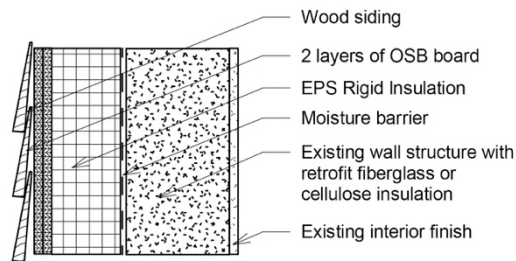 Wood siding
2 layers of OSB board
EPS Rigid Insulation
Moisture barrier
Existing wall structure with
retrofit fiberglass or
cellulose insulation
Existing interior finish